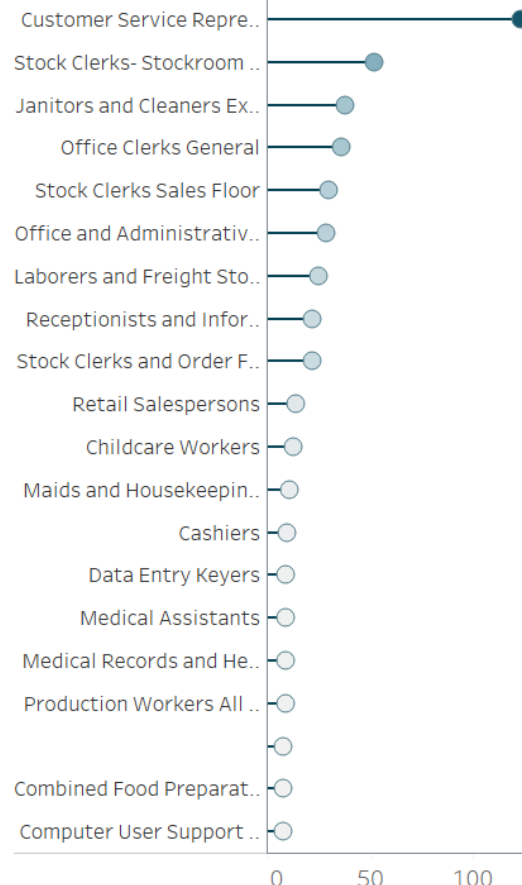 Customer Service Repre..
Stock Clerks- Stockroom ..
Janitors and Cleaners Ex..
Office Clerks General
Stock Clerks Sales Floor
Office and Administrativ..
Laborers and Freight Sto..
Receptionists and Infor..
Stock Clerks and Order F..
Retail Salespersons
Childcare Workers
Maids and Housekeepin..
Cashiers
Data Entry Keyers
Medical Assistants
Medical Records and He..
Production Workers All ..
Combined Food Preparat..
Computer User Support ..
0 50 100